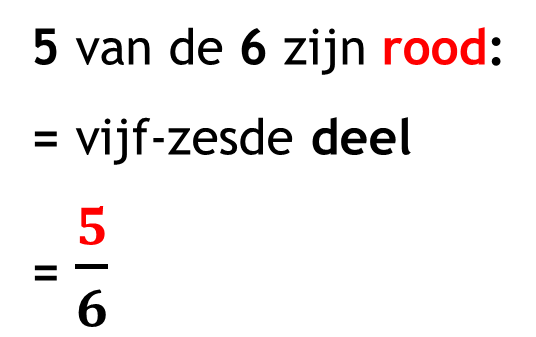 5 van de 6 zijn rood:
= vijf-zesde deel
= 5/6